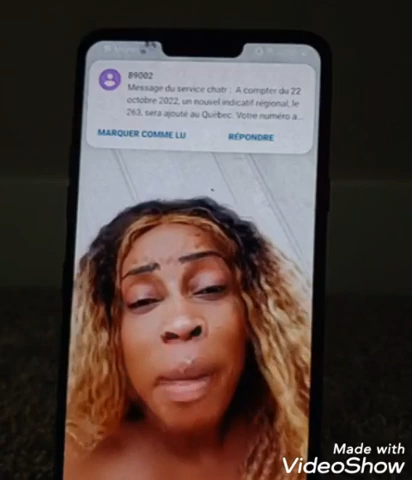 89002
Message du service chatr : A compter du 22
octobre 2022, un nouvel indicatif régional, le
263, sera ajouté au Québec. Votre numéro a...
MARQUER COMME LU
RÉPONDRE
Made with
VideoShow